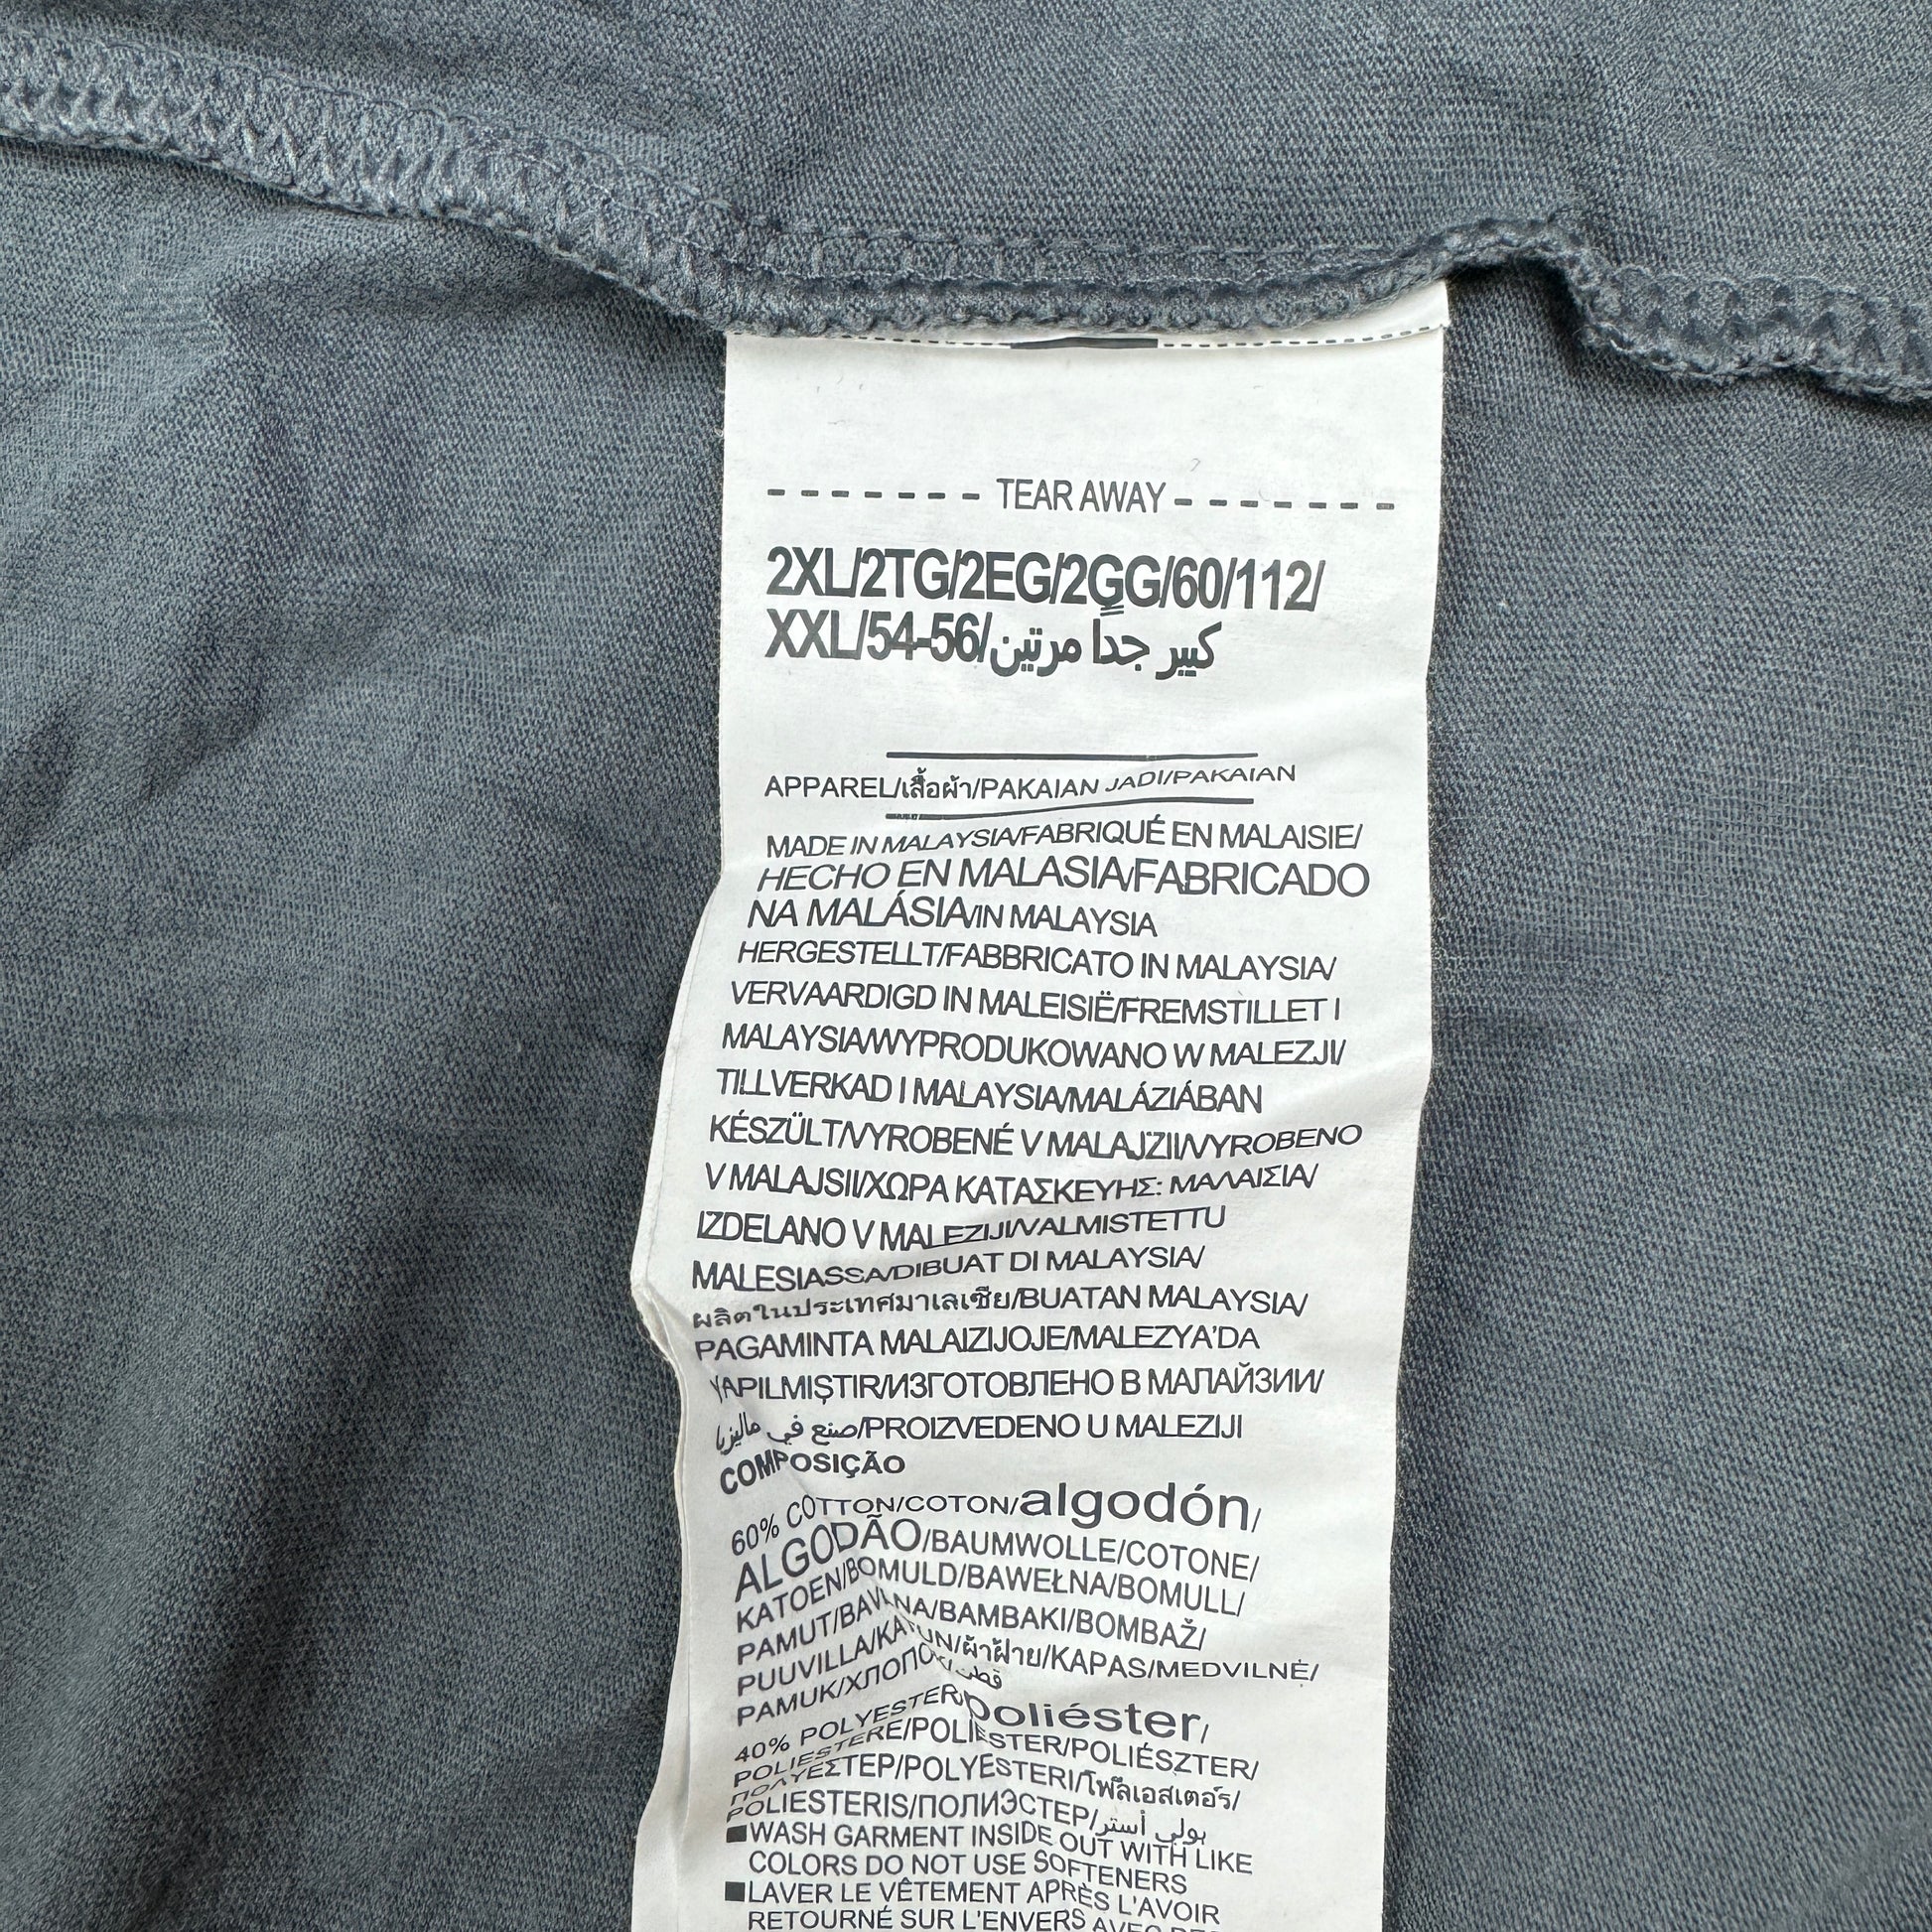 TEAR AWAY
2XL/2TG/2EG/2GG/60/112/
XXL/54-56/كبير جداً مرتين
APPAREL/เสื้อผ้า/PAKAIAN JADI/PAKAIAN
MADE IN MALAYSIA/FABRIQUÉ EN MALAISIE/
HECHO EN MALASIA/FABRICADO
NA MALÁSIA/IN MALAYSIA
HERGESTELLT/FABBRICATO IN MALAYSIA/
VERVAARDIGD IN MALEISIË/FREMSTILLET I
MALAYSIA/WYPRODUKOWANO W MALEZJI/
TILLVERKAD I MALAYSIA/MALÁZIÁBAN
KÉSZÜLT/VYROBENÉ V MALAJZII/VYROBENO
V MALAJSII/ΧΩΡΑ ΚΑΤΑΣΚΕΥΗΣ: ΜΑΛΑΙΣΙΑ/
IZDELANO V MALEZIJI/VALMISTETTU
MALESIASSA/DIBUAT DI MALAYSIA/
ผลิตในประเทศมาเลเซีย/BUATAN MALAYSIA/
PAGAMINTA MALAIZIJOJE/MALEZYA'DA
YAPILMIŞTIR/ИЗГОТОВЛЕНО В МАЛАЙЗИИ/
صنع في ماليزيا/PROIZVEDENO U MALEZIJI
COMPOSIÇÃO
60% COTTON/COTON/algodón/
ALGODÃO/BAUMWOLLE/COTONE/
KATOEN/BOMULD/BAWEŁNA/BOMULL/
PAMUT/BAVLNA/BAMBAKI/BOMBAŽ/
PUUVILLA/KATUN/ผ้าฝ้าย/KAPAS/MEDVILNĖ/
PAMUK/ХЛОПОК/قطن
40% POLYESTER/poliéster/
POLIESTERE/POLIESTER/POLIÉSZTER/
ΠΟΛΥΕΣΤΕΡ/POLYESTERI/โพลีเอสเตอร์/
POLIESTERIS/ПОЛИЭСТЕР/بولي أستر
WASH GARMENT INSIDE OUT WITH LIKE
COLORS DO NOT USE SOFTENERS
LAVER LE VÊTEMENT APRÈS L'AVOIR
RETOURNÉ SUR L'ENVERS AVEC